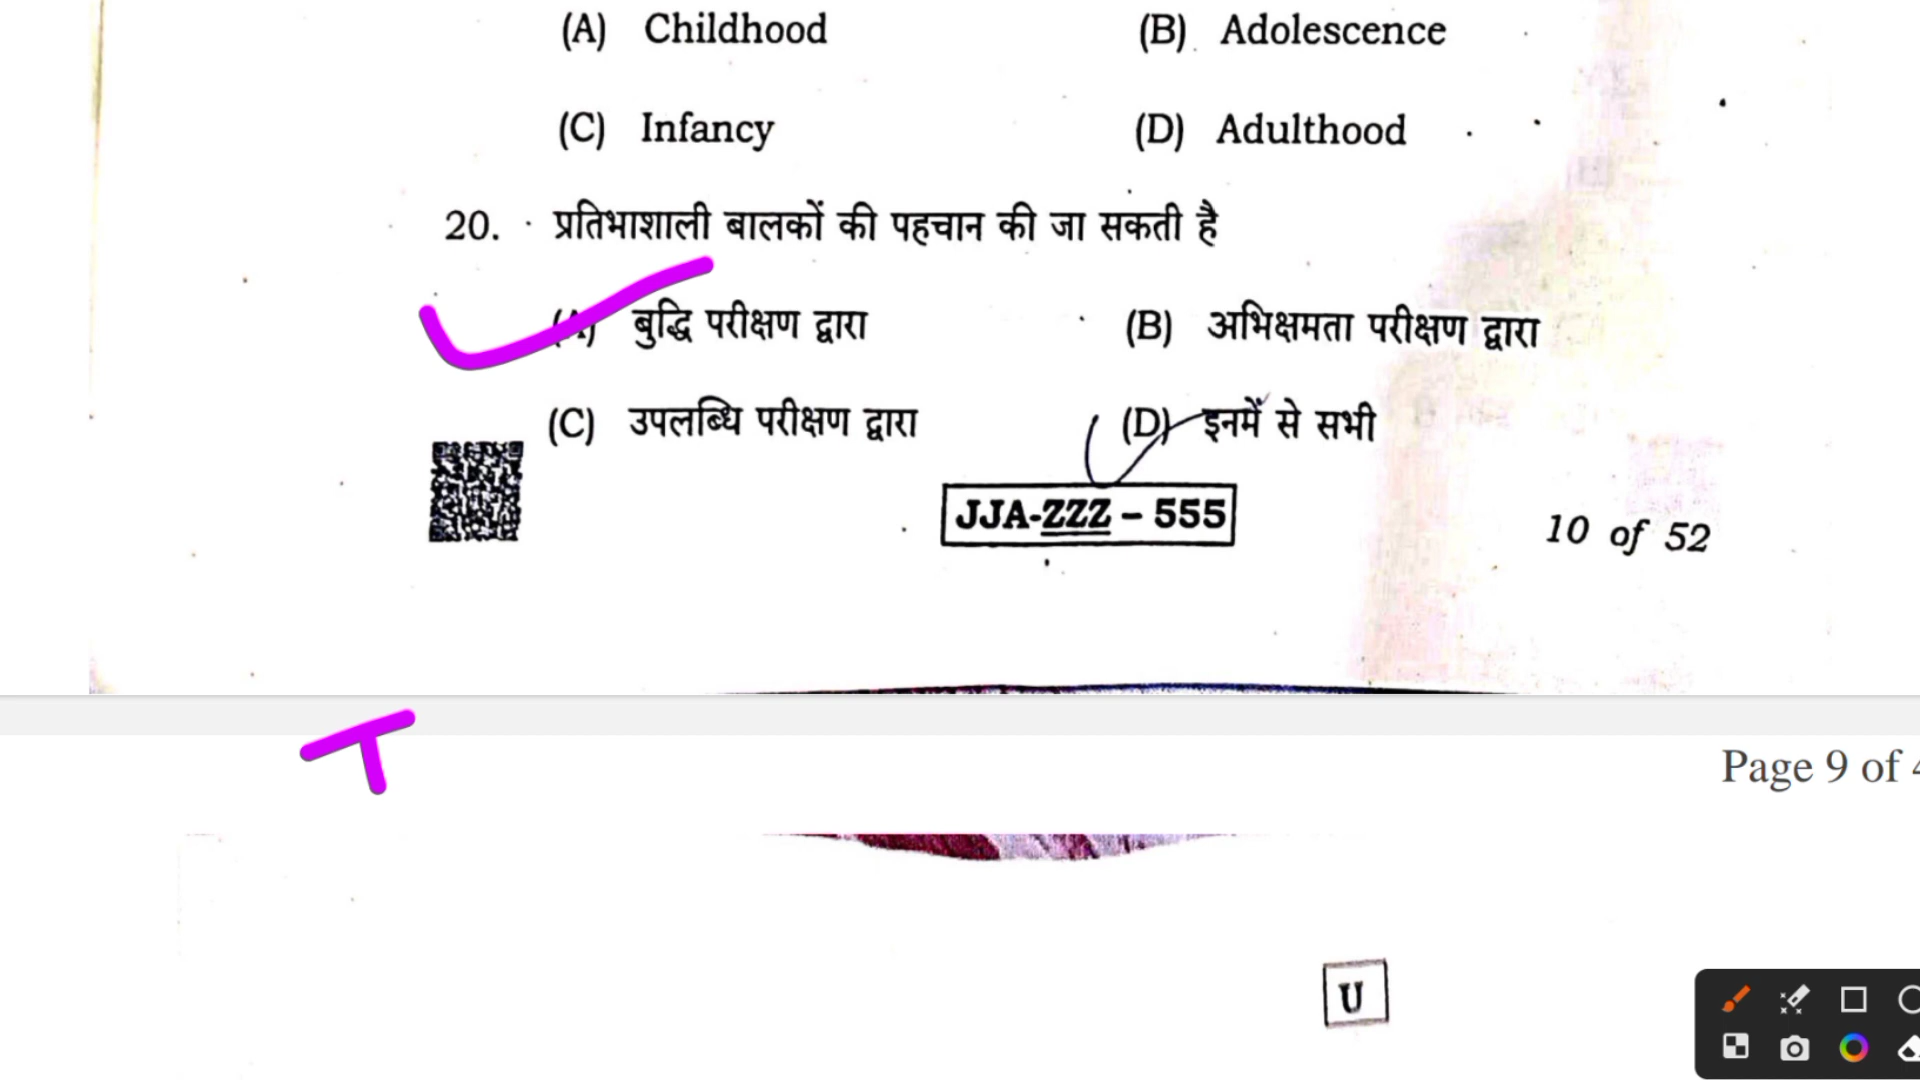 (A) Childhood (B) Adolescence
(C) Infancy (D) Adulthood
20. प्रतिभाशाली बालकों की पहचान की जा सकती है
(A) बुद्धि परीक्षण द्वारा (B) अभिक्षमता परीक्षण द्वारा
(C) उपलब्धि परीक्षण द्वारा (D) इनमें से सभी
JJA-ZZZ – 555
10 of 52
Page 9 of
U